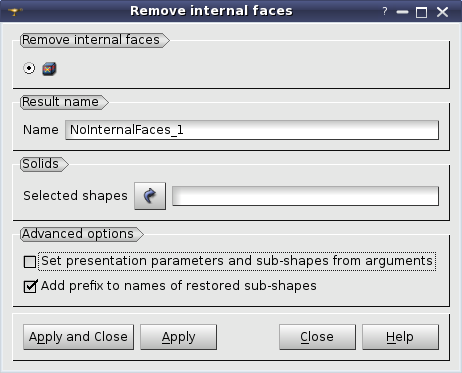 Remove internal faces
?
Remove internal faces
Result name
Name NoInternalFaces_1
Solids
Selected shapes
Advanced options
Set presentation parameters and sub-shapes from arguments
Add prefix to names of restored sub-shapes
Apply and Close Apply Close Help